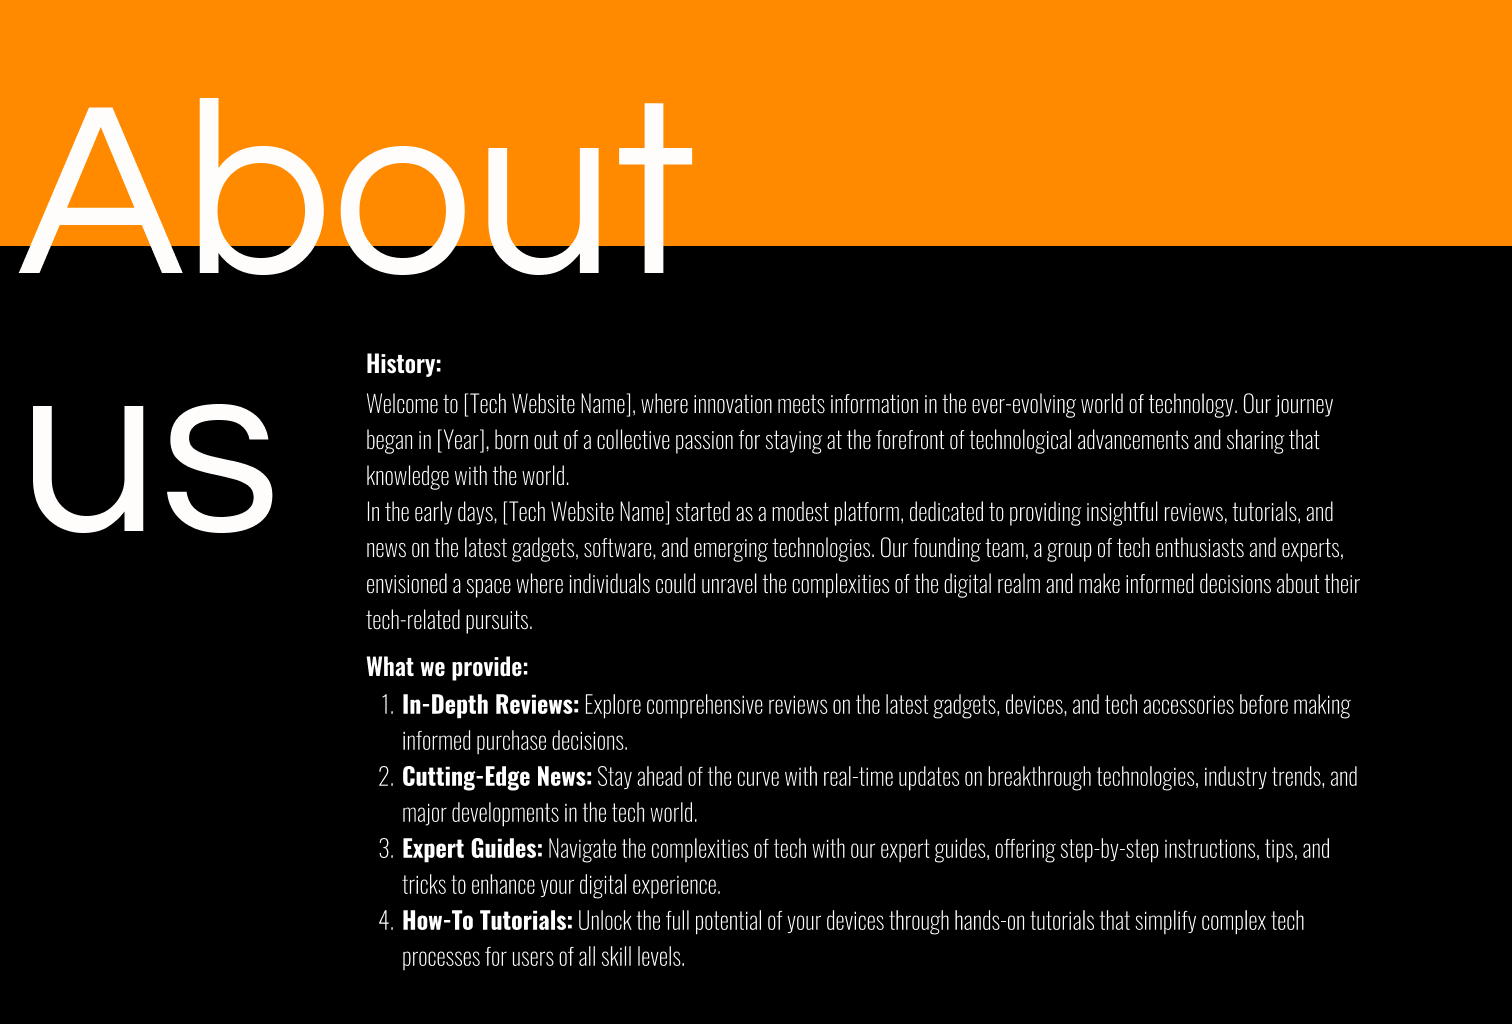 About
us
History:
Welcome to [Tech Website Name], where innovation meets information in the ever-evolving world of technology. Our journey
began in [Year], born out of a collective passion for staying at the forefront of technological advancements and sharing that
knowledge with the world.
In the early days, [Tech Website Name] started as a modest platform, dedicated to providing insightful reviews, tutorials, and
news on the latest gadgets, software, and emerging technologies. Our founding team, a group of tech enthusiasts and experts,
envisioned a space where individuals could unravel the complexities of the digital realm and make informed decisions about their
tech-related pursuits.
What we provide:
1. In-Depth Reviews: Explore comprehensive reviews on the latest gadgets, devices, and tech accessories before making
informed purchase decisions.
2. Cutting-Edge News: Stay ahead of the curve with real-time updates on breakthrough technologies, industry trends, and
major developments in the tech world.
3. Expert Guides: Navigate the complexities of tech with our expert guides, offering step-by-step instructions, tips, and
tricks to enhance your digital experience.
4. How-To Tutorials: Unlock the full potential of your devices through hands-on tutorials that simplify complex tech
processes for users of all skill levels.